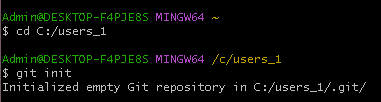 Admin@DESKTOP-F4PJE8S MINGW64 ~
$ cd C:/users_1
Admin@DESKTOP-F4PJE8S MINGW64 /c/users_1
$ git init
Initialized empty Git repository in C:/users_1/.git/